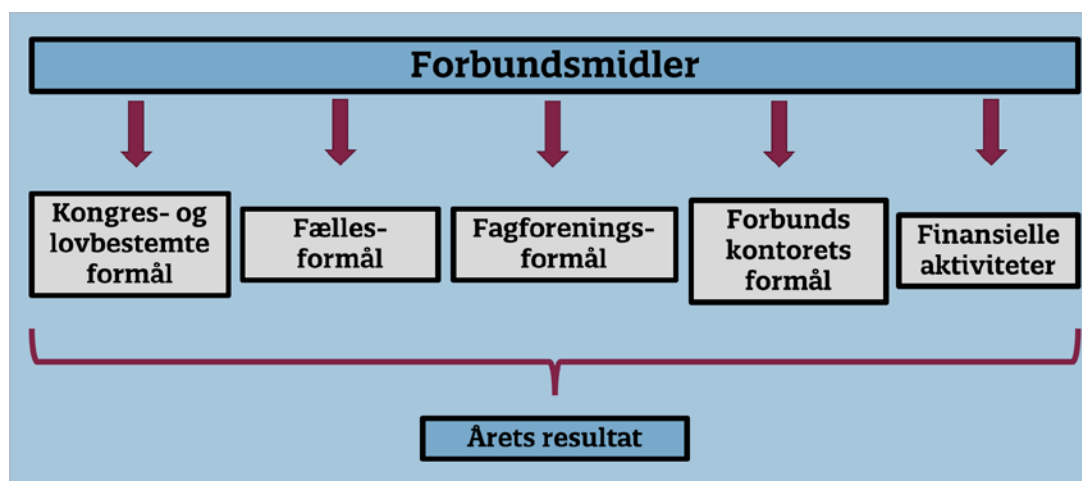 Forbundsmidler
Kongres- og
lovbestemte
formål
Fælles-
formål
Fagforenings-
formål
Forbunds
kontorets
formål
Finansielle
aktiviteter
Årets resultat